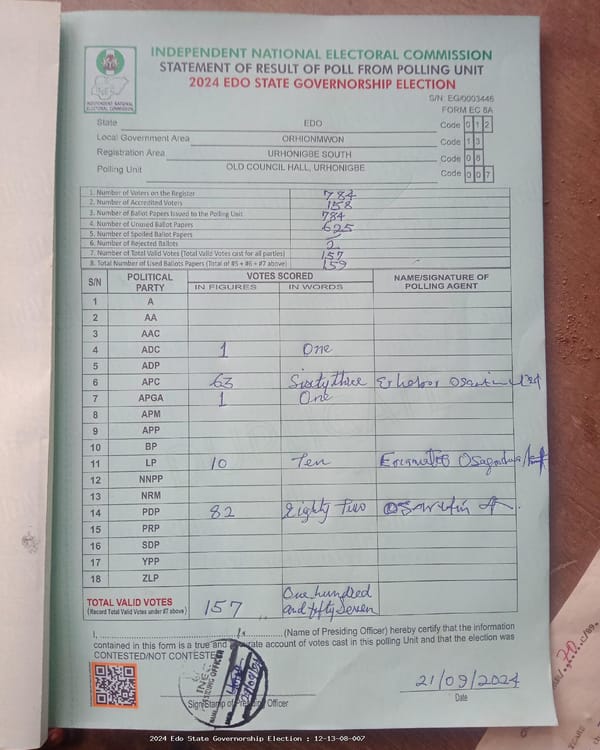 INDEPENDENT NATIONAL ELECTORAL COMMISSION
STATEMENT OF RESULT OF POLL FROM POLLING UNIT
2024 EDO STATE GOVERNORSHIP ELECTION
INDEPENDENT NATIONAL ELECTORAL COMMISSION
S/N: EG/0003446
FORM EC 8A
State EDO Code 0 1 2
Local Government Area ORHIONMWON Code 1 3
Registration Area URHONIGBE SOUTH Code 0 8
Polling Unit OLD COUNCIL HALL, URHONIGBE Code 0 0 7
1. Number of Voters on the Register 784
2. Number of Accredited Voters 158
3. Number of Ballot Papers Issued to the Polling Unit 784
4. Number of Unused Ballot Papers 625
5. Number of Spoiled Ballot Papers
6. Number of Rejected Ballots 2
7. Number of Total Valid Votes (Total Valid Votes cast for all parties) 157
8. Total Number of Used Ballots Papers (Total of #5 + #6 + #7 above) 159
S/N POLITICAL PARTY VOTES SCORED NAME/SIGNATURE OF POLLING AGENT
IN FIGURES IN WORDS
1 A
2 AA
3 AAC
4 ADC 1 One
5 ADP
6 APC 63 Sixty three
7 APGA 1 One
8 APM
9 APP
10 BP
11 LP 10 Ten
12 NNPP
13 NRM
14 PDP 82 Eighty Two
15 PRP
16 SDP
17 YPP
18 ZLP
TOTAL VALID VOTES 157 One hundred
(Record Total Valid Votes under #7 above) and fifty seven
I, (Name of Presiding Officer) hereby certify that the information
contained in this form is a true and account of votes cast in this polling Unit and that the election was
CONTESTED/NOT CONTESTED
INEC
21/09/2024
Sign/Stamp of Presiding Officer
Date
2024 Edo State Governorship Election : 12-13-08-007